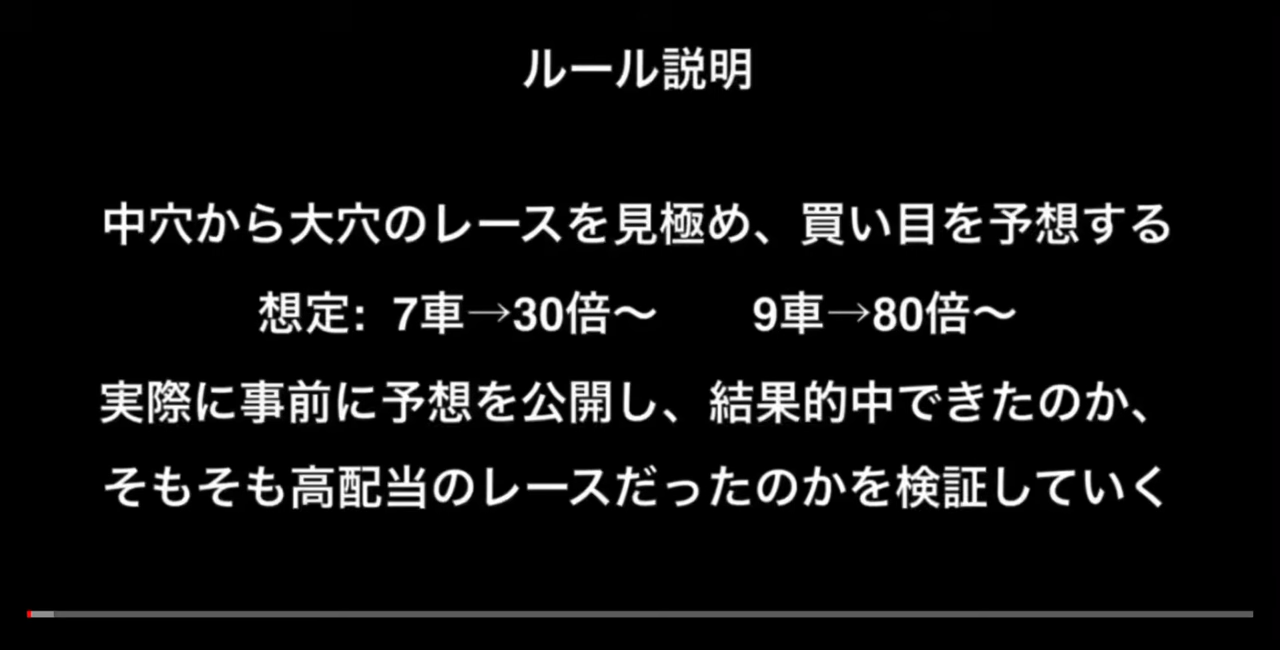 ルール説明
中穴から大穴のレースを見極め、買い目を予想する
想定: 7車→30倍〜　　9車→80倍〜
実際に事前に予想を公開し、結果的中できたのか、
そもそも高配当のレースだったのかを検証していく